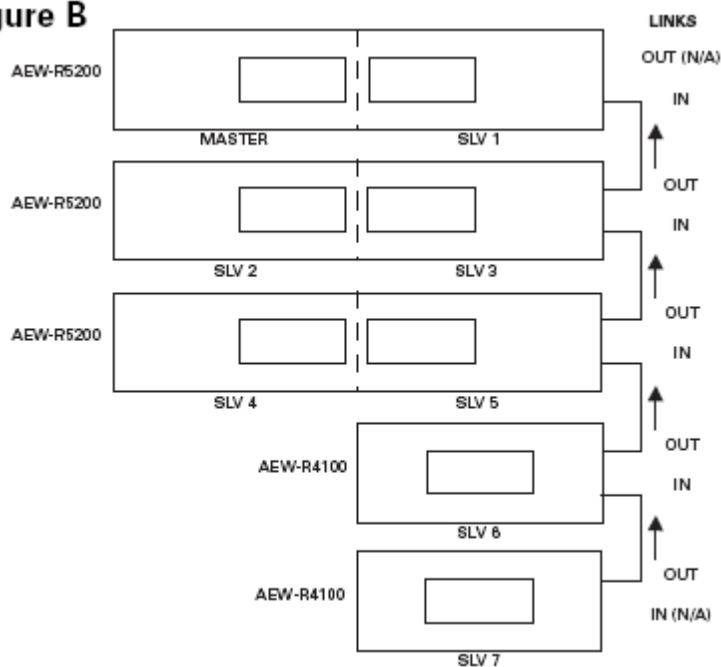 gure B
LINKS
AEW-R5200
OUT (N/A)
IN
MASTER
SLV 1
OUT
AEW-R5200
IN
SLV 2
SLV 3
OUT
AEW-R5200
IN
SLV 4
SLV 5
OUT
AEW-R4100
IN
SLV 6
OUT
AEW-R4100
IN (N/A)
SLV 7